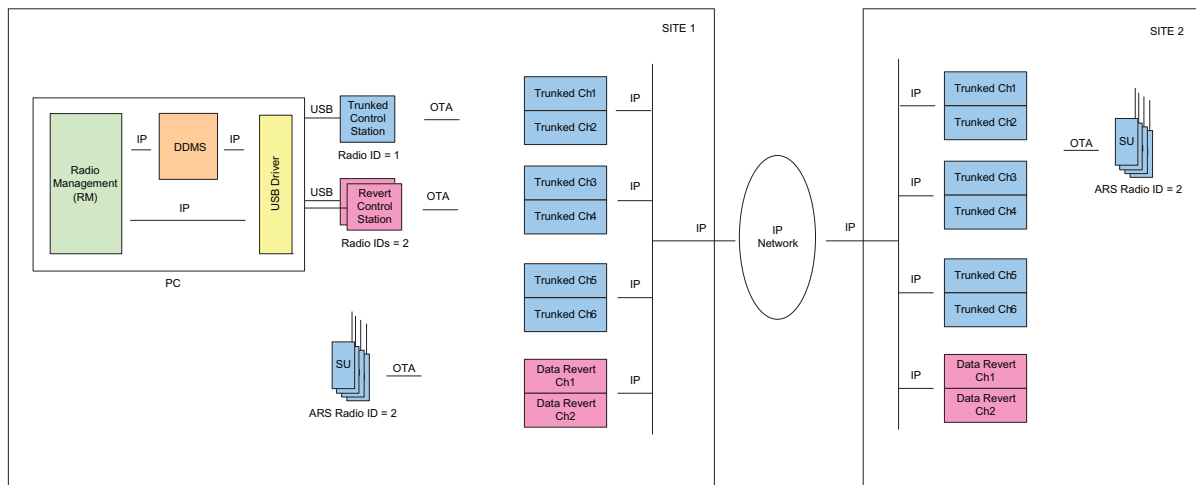 SITE 1
SITE 2
Radio
Management
(RM)
IP
DDMS
IP
IP
USB Driver
PC
USB
Trunked
Control
Station
Radio ID = 1
OTA
USB
Revert
Control
Station
Radio IDs = 2
OTA
SU
ARS Radio ID = 2
OTA
Trunked Ch1
Trunked Ch2
IP
Trunked Ch3
Trunked Ch4
IP
Trunked Ch5
Trunked Ch6
IP
Data Revert
Ch1
Data Revert
Ch2
IP
IP
IP
Network
IP
IP
Trunked Ch1
Trunked Ch2
IP
Trunked Ch3
Trunked Ch4
IP
Trunked Ch5
Trunked Ch6
IP
Data Revert
Ch1
Data Revert
Ch2
OTA
SU
ARS Radio ID = 2